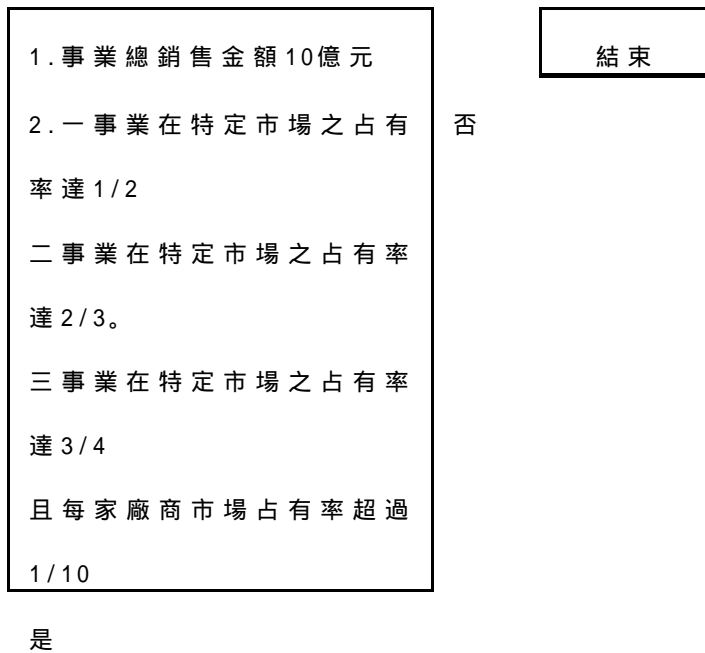 1.事業總銷售金額10億元
結束
2.一事業在特定市場之占有
否
率達1/2
二事業在特定市場之占有率
達2/3。
三事業在特定市場之占有率
達3/4
且每家廠商市場占有率超過
1/10
是